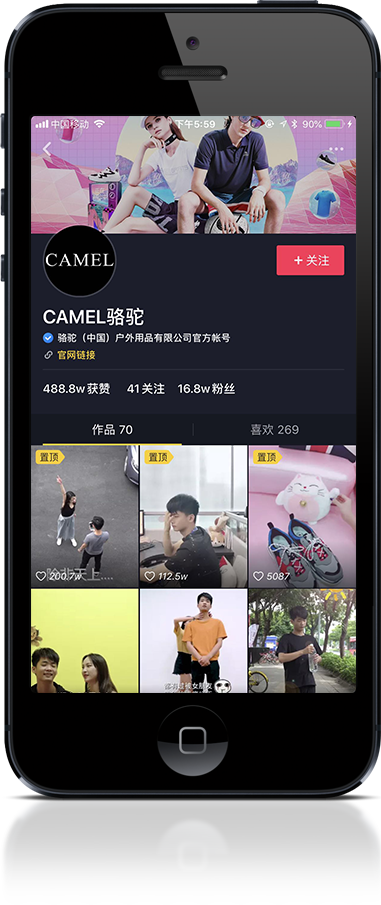 中国移动
下午5:59
90%
CAMEL
+ 关注
CAMEL骆驼
骆驼（中国）户外用品有限公司官方帐号
官网链接
488.8w 获赞 41 关注 16.8w 粉丝
作品 70 喜欢 269
置顶 置顶 置顶
200.7w 112.5w 5087